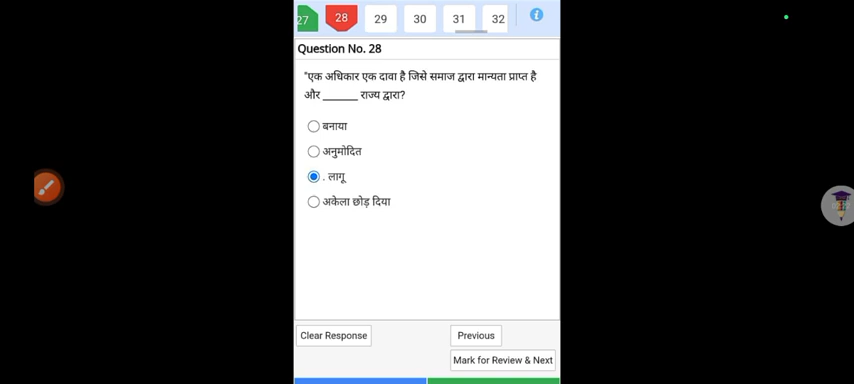 27 28 29 30 31 32
Question No. 28
"एक अधिकार एक दावा है जिसे समाज द्वारा मान्यता प्राप्त है
और _______ राज्य द्वारा?
बनाया
अनुमोदित
. लागू
अकेला छोड़ दिया
Clear Response
Previous
Mark for Review & Next